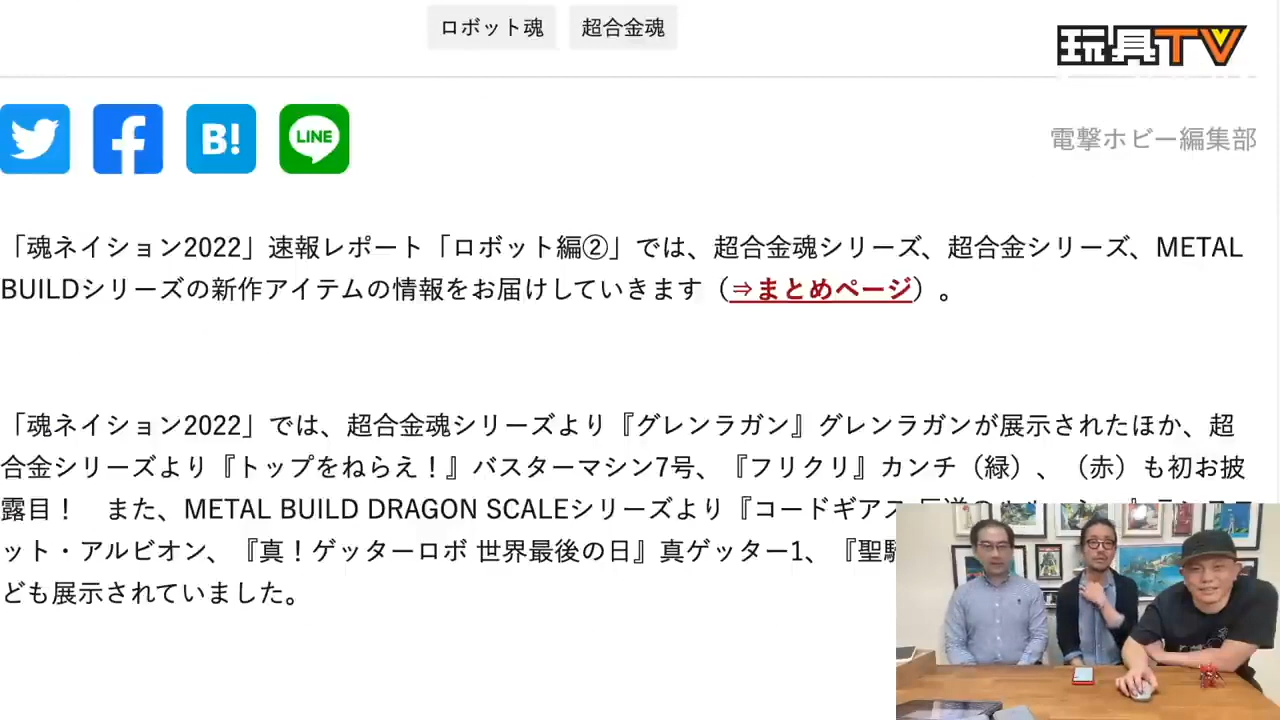 ロボット魂 超合金魂
玩具TV
B! LINE
電撃ホビー編集部
「魂ネイション2022」速報レポート「ロボット編②」では、超合金魂シリーズ、超合金シリーズ、METAL
BUILDシリーズの新作アイテムの情報をお届けしていきます（⇒まとめページ）。
「魂ネイション2022」では、超合金魂シリーズより『グレンラガン』グレンラガンが展示されたほか、超
合金シリーズより『トップをねらえ！』バスターマシン7号、『フリクリ』カンチ（緑）、（赤）も初お披
露目！　また、METAL BUILD DRAGON SCALEシリーズより『コードギアス
ット・アルビオン、『真！ゲッターロボ 世界最後の日』真ゲッター1、『聖
ども展示されていました。